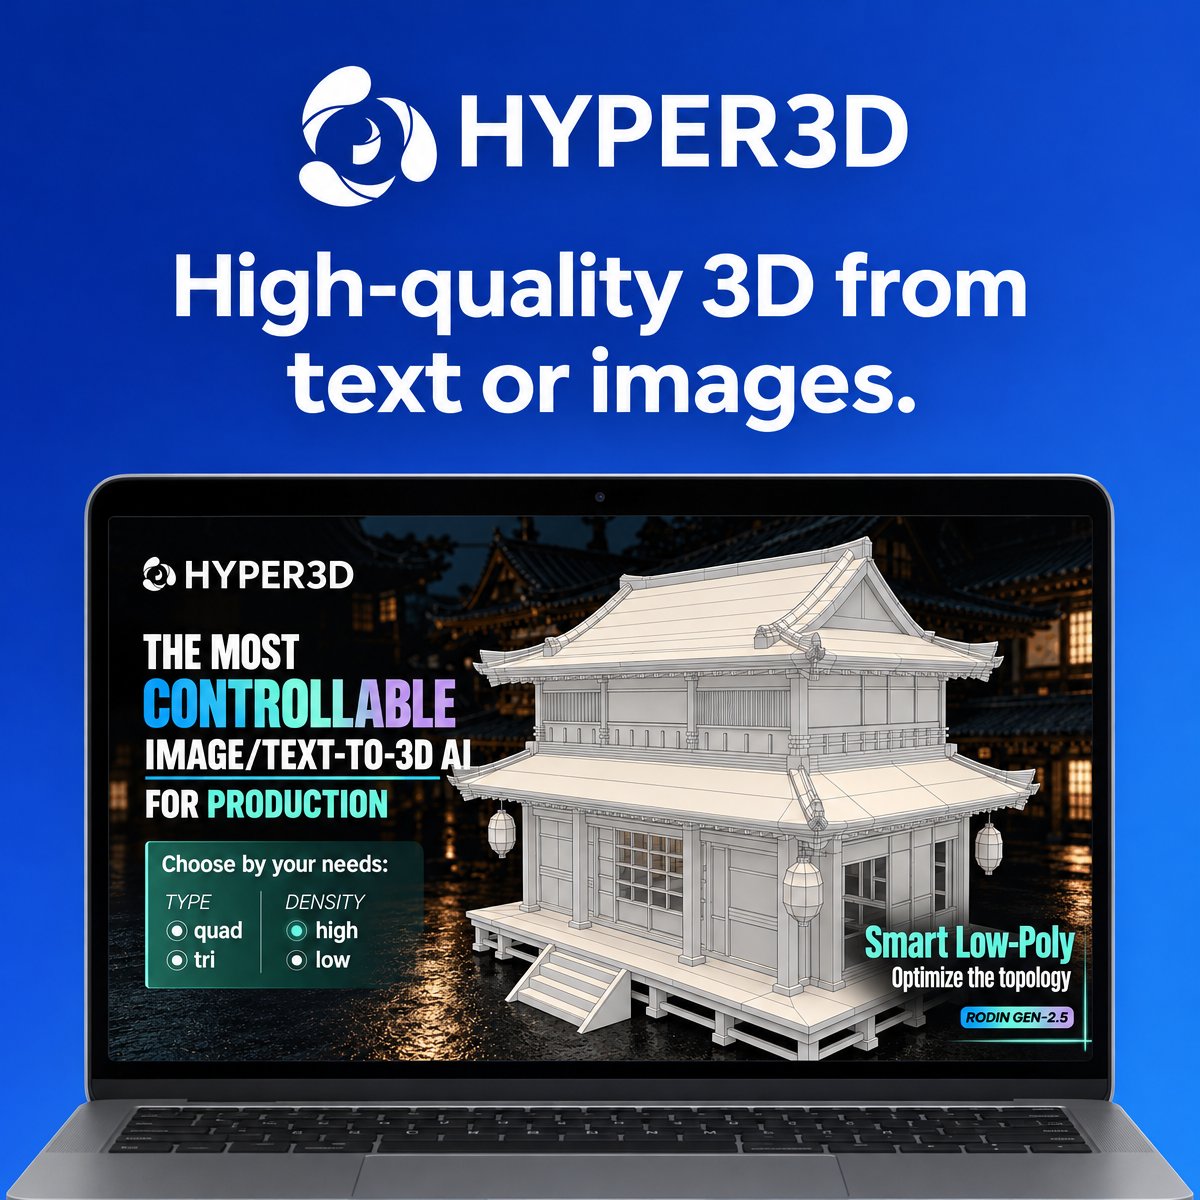 HYPER3D
High-quality 3D from
text or images.
HYPER3D
THE MOST
CONTROLLABLE
IMAGE/TEXT-TO-3D AI
FOR PRODUCTION
Choose by your needs:
TYPE DENSITY
quad high
tri low
Smart Low-Poly
Optimize the topology
RODIN GEN-2.5